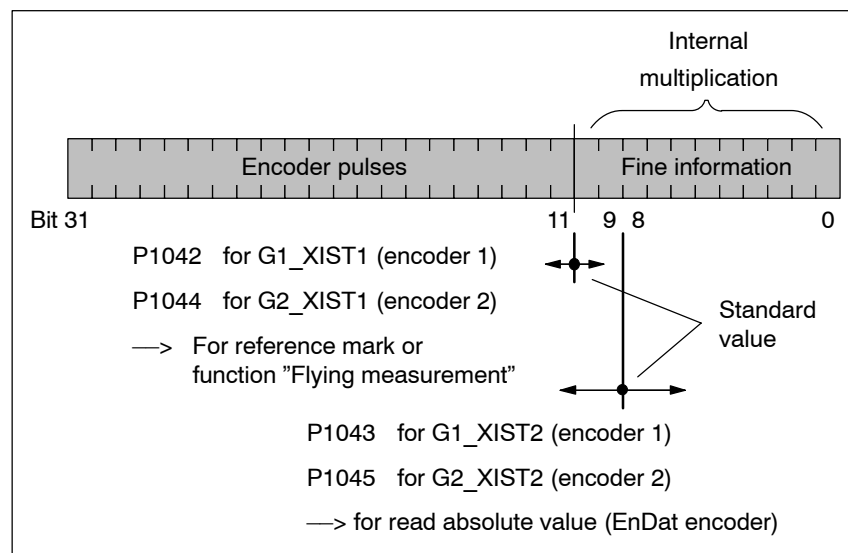 Internal
multiplication
Encoder pulses Fine information
Bit 31 11 9 8 0
P1042 for G1_XIST1 (encoder 1)
P1044 for G2_XIST1 (encoder 2)
—> For reference mark or
function ”Flying measurement”
Standard
value
P1043 for G1_XIST2 (encoder 1)
P1045 for G2_XIST2 (encoder 2)
—> for read absolute value (EnDat encoder)